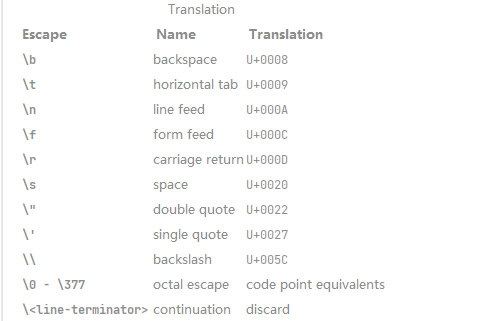 Translation
Escape Name Translation
\b backspace U+0008
\t horizontal tab U+0009
\n line feed U+000A
\f form feed U+000C
\r carriage return U+000D
\s space U+0020
\" double quote U+0022
\' single quote U+0027
\\ backslash U+005C
\0 - \377 octal escape code point equivalents
\<line-terminator> continuation discard